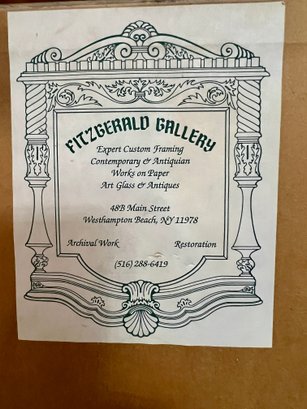 FITZGERALD GALLERY
Expert Custom Framing
Contemporary & Antiquian
Works on Paper
Art Glass & Antiques
48B Main Street
Westhampton Beach, NY 11978
Archival Work Restoration
(516) 288-6419